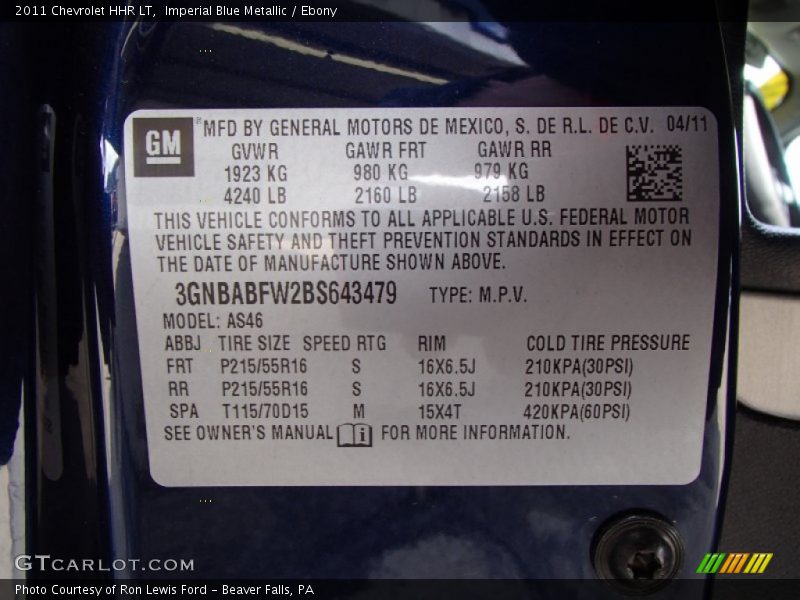 2011 Chevrolet HHR LT, Imperial Blue Metallic / Ebony
GM ® MFD BY GENERAL MOTORS DE MEXICO, S. DE R.L. DE C.V. 04/11
GVWR GAWR FRT GAWR RR
1923 KG 980 KG 979 KG
4240 LB 2160 LB 2158 LB
THIS VEHICLE CONFORMS TO ALL APPLICABLE U.S. FEDERAL MOTOR
VEHICLE SAFETY AND THEFT PREVENTION STANDARDS IN EFFECT ON
THE DATE OF MANUFACTURE SHOWN ABOVE.
3GNBABFW2BS643479 TYPE: M.P.V.
MODEL: AS46
ABBJ TIRE SIZE SPEED RTG RIM COLD TIRE PRESSURE
FRT P215/55R16 S 16X6.5J 210KPA(30PSI)
RR P215/55R16 S 16X6.5J 210KPA(30PSI)
SPA T115/70D15 M 15X4T 420KPA(60PSI)
SEE OWNER'S MANUAL i FOR MORE INFORMATION.
GTcarlot.com
Photo Courtesy of Ron Lewis Ford - Beaver Falls, PA